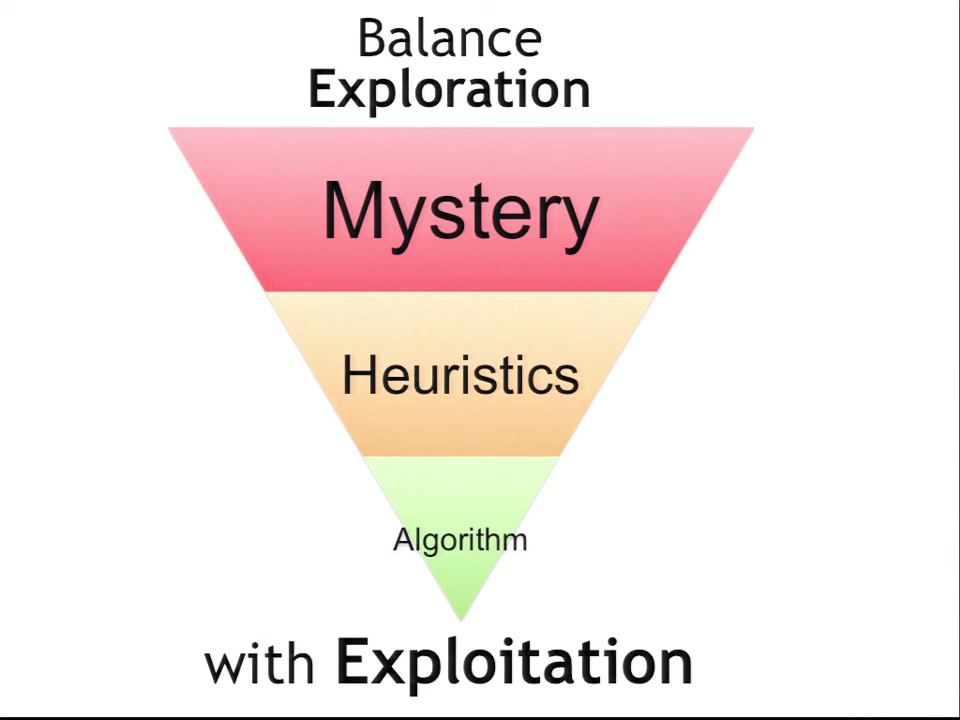 Balance
Exploration
Mystery
Heuristics
Algorithm
with Exploitation